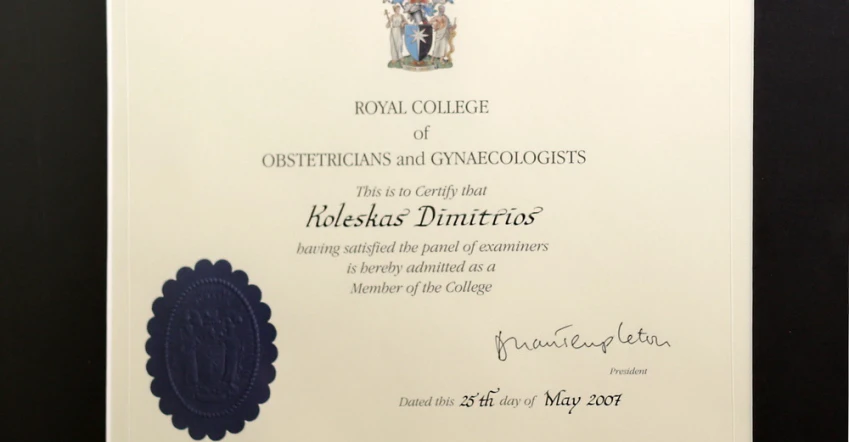 ROYAL COLLEGE
of
OBSTETRICIANS and GYNAECOLOGISTS
This is to Certify that
Koleskas Dimitrios
having satisfied the panel of examiners
is hereby admitted as a
Member of the College
President
Dated this 25th day of May 2007